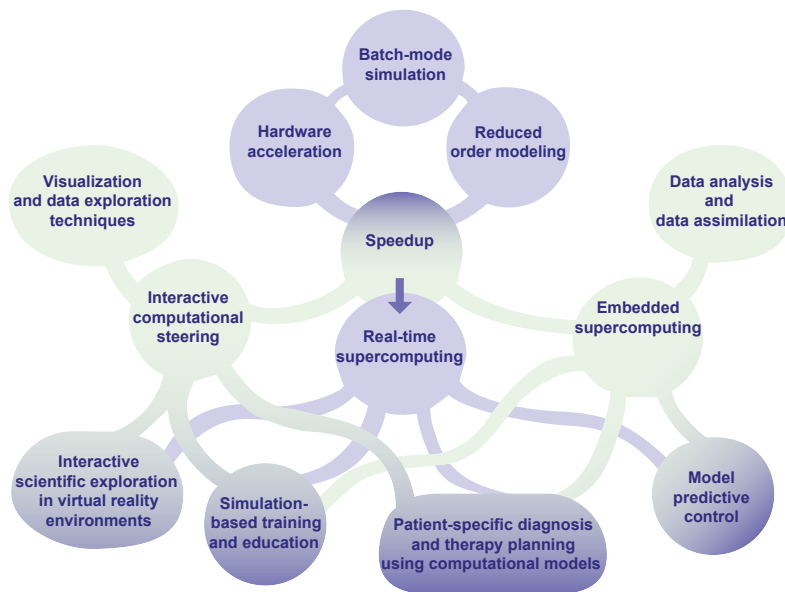 Batch-mode
simulation
Hardware
acceleration
Reduced
order modeling
Visualization
and data exploration
techniques
Data analysis
and
data assimilation
Speedup
Interactive
computational
steering
Embedded
supercomputing
Real-time
supercomputing
Interactive
scientific exploration
in virtual reality
environments
Simulation-
based training
and education
Patient-specific diagnosis
and therapy planning
using computational models
Model
predictive
control